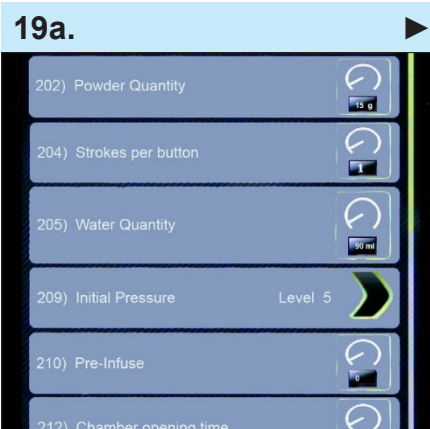 19a.
202) Powder Quantity
15 g
204) Strokes per button
1
205) Water Quantity
90 ml
209) Initial Pressure Level 5
210) Pre-Infuse
0
212) Chamber opening time